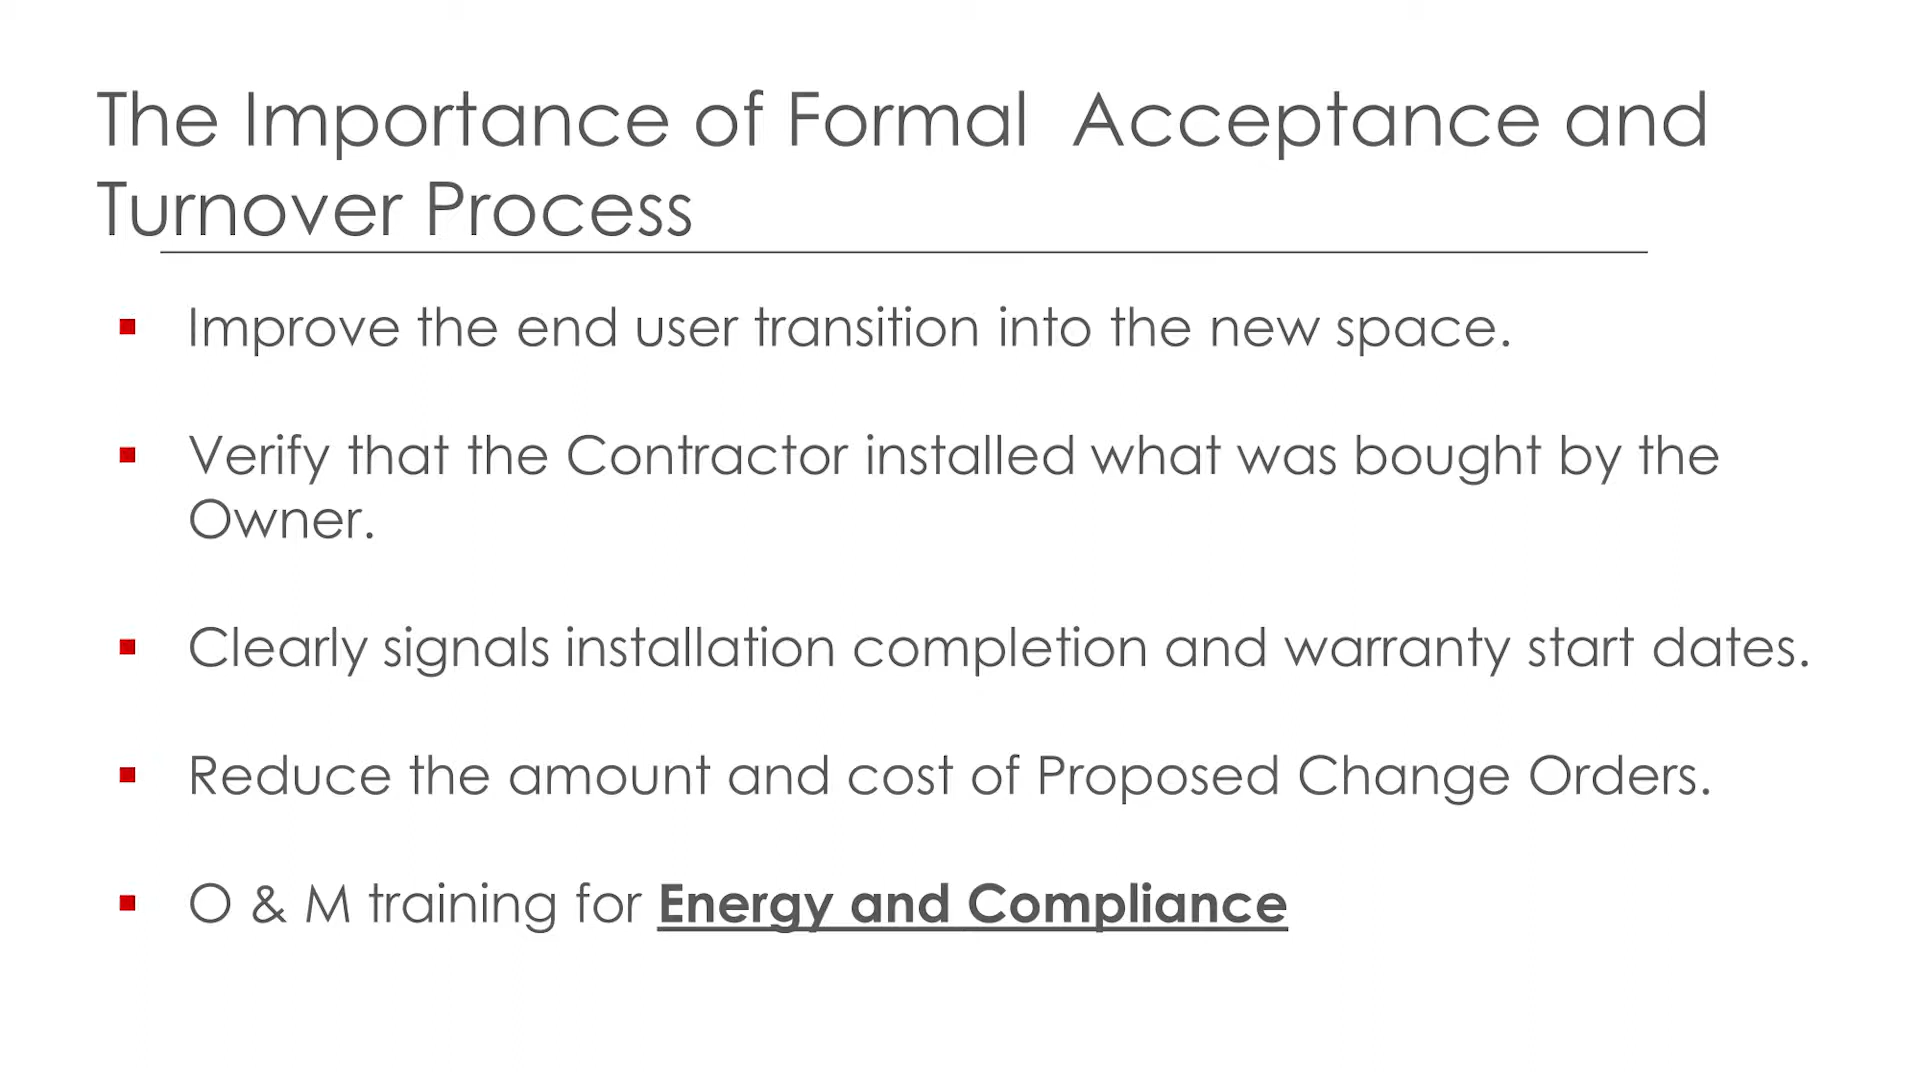 The Importance of Formal  Acceptance and
Turnover Process
▪ Improve the end user transition into the new space.
▪ Verify that the Contractor installed what was bought by the
Owner.
▪ Clearly signals installation completion and warranty start dates.
▪ Reduce the amount and cost of Proposed Change Orders.
▪ O & M training for Energy and Compliance